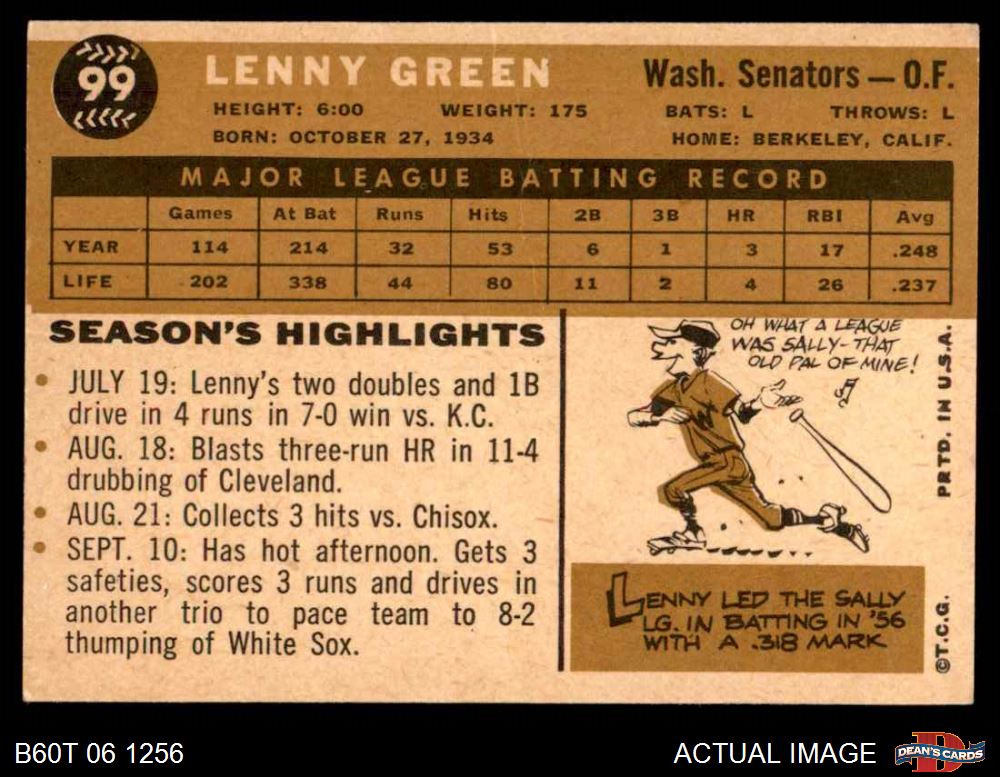 99
LENNY GREEN
Wash. Senators — O.F.
HEIGHT: 6:00 WEIGHT: 175 BATS: L THROWS: L
BORN: OCTOBER 27, 1934 HOME: BERKELEY, CALIF.
MAJOR LEAGUE BATTING RECORD
Games At Bat Runs Hits 2B 3B HR RBI Avg
YEAR 114 214 32 53 6 1 3 17 .248
LIFE 202 338 44 80 11 2 4 26 .237
SEASON'S HIGHLIGHTS
• JULY 19: Lenny's two doubles and 1B
drive in 4 runs in 7-0 win vs. K.C.
• AUG. 18: Blasts three-run HR in 11-4
drubbing of Cleveland.
• AUG. 21: Collects 3 hits vs. Chisox.
• SEPT. 10: Has hot afternoon. Gets 3
safeties, scores 3 runs and drives in
another trio to pace team to 8-2
thumping of White Sox.
OH WHAT A LEAGUE
WAS SALLY-THAT
OLD PAL OF MINE!
W
LENNY LED THE SALLY
LG. IN BATTING IN '56
WITH A .318 MARK
PRTD. IN U.S.A.
©T.C.G.
B60T 06 1256
ACTUAL IMAGE
D
DEAN'S CARDS